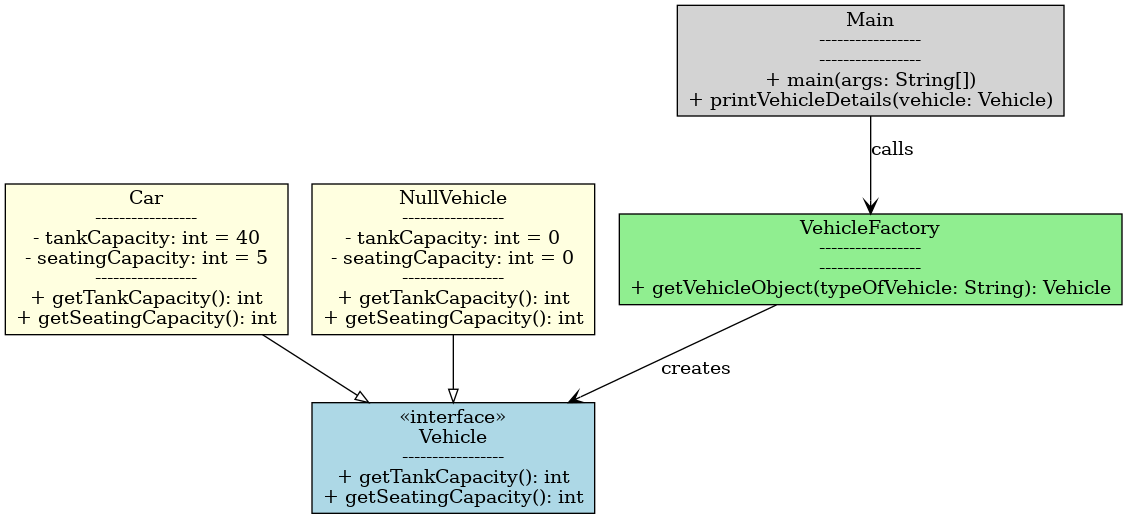 Main
-----------------
-----------------
+ main(args: String[])
+ printVehicleDetails(vehicle: Vehicle)
calls
Car
-----------------
- tankCapacity: int = 40
- seatingCapacity: int = 5
-----------------
+ getTankCapacity(): int
+ getSeatingCapacity(): int
NullVehicle
-----------------
- tankCapacity: int = 0
- seatingCapacity: int = 0
-----------------
+ getTankCapacity(): int
+ getSeatingCapacity(): int
VehicleFactory
-----------------
-----------------
+ getVehicleObject(typeOfVehicle: String): Vehicle
creates
«interface»
Vehicle
-----------------
+ getTankCapacity(): int
+ getSeatingCapacity(): int